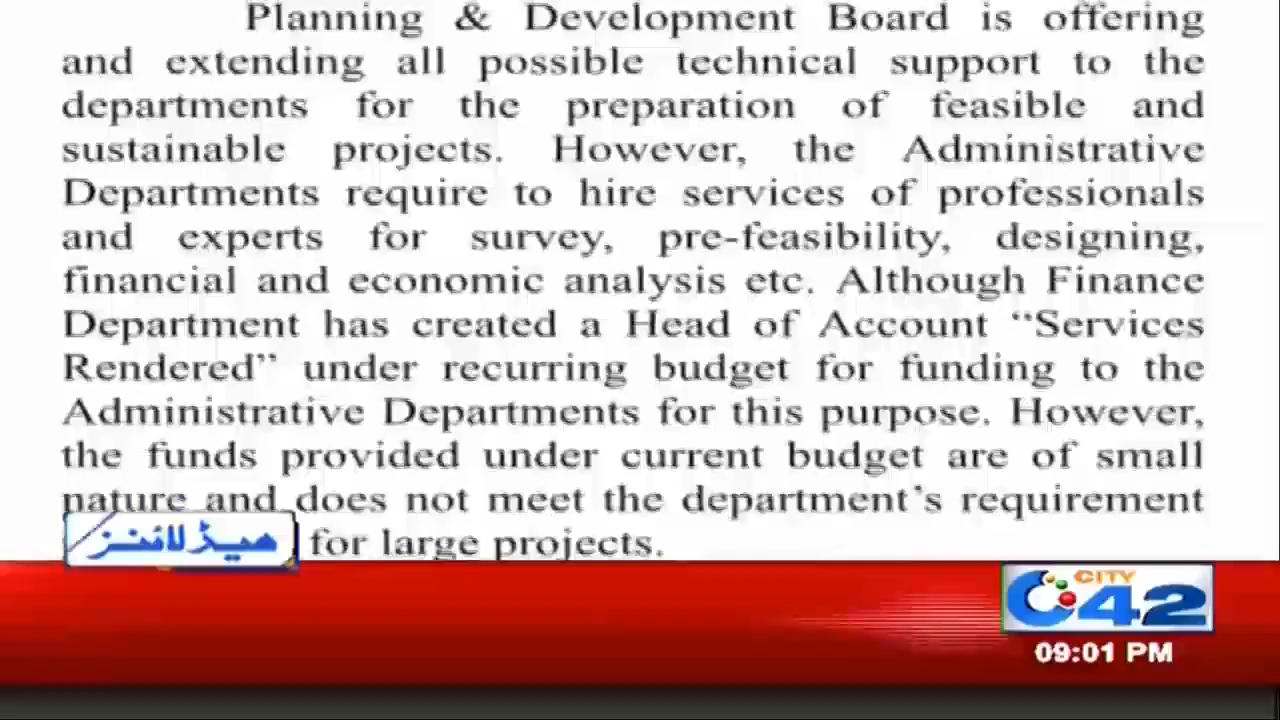 Planning & Development Board is offering
and extending all possible technical support to the
departments for the preparation of feasible and
sustainable projects. However, the Administrative
Departments require to hire services of professionals
and experts for survey, pre-feasibility, designing,
financial and economic analysis etc. Although Finance
Department has created a Head of Account “Services
Rendered” under recurring budget for funding to the
Administrative Departments for this purpose. However,
the funds provided under current budget are of small
nature and does not meet the department’s requirement
for large projects.
ہیڈلائنز
CITY
42
09:01 PM